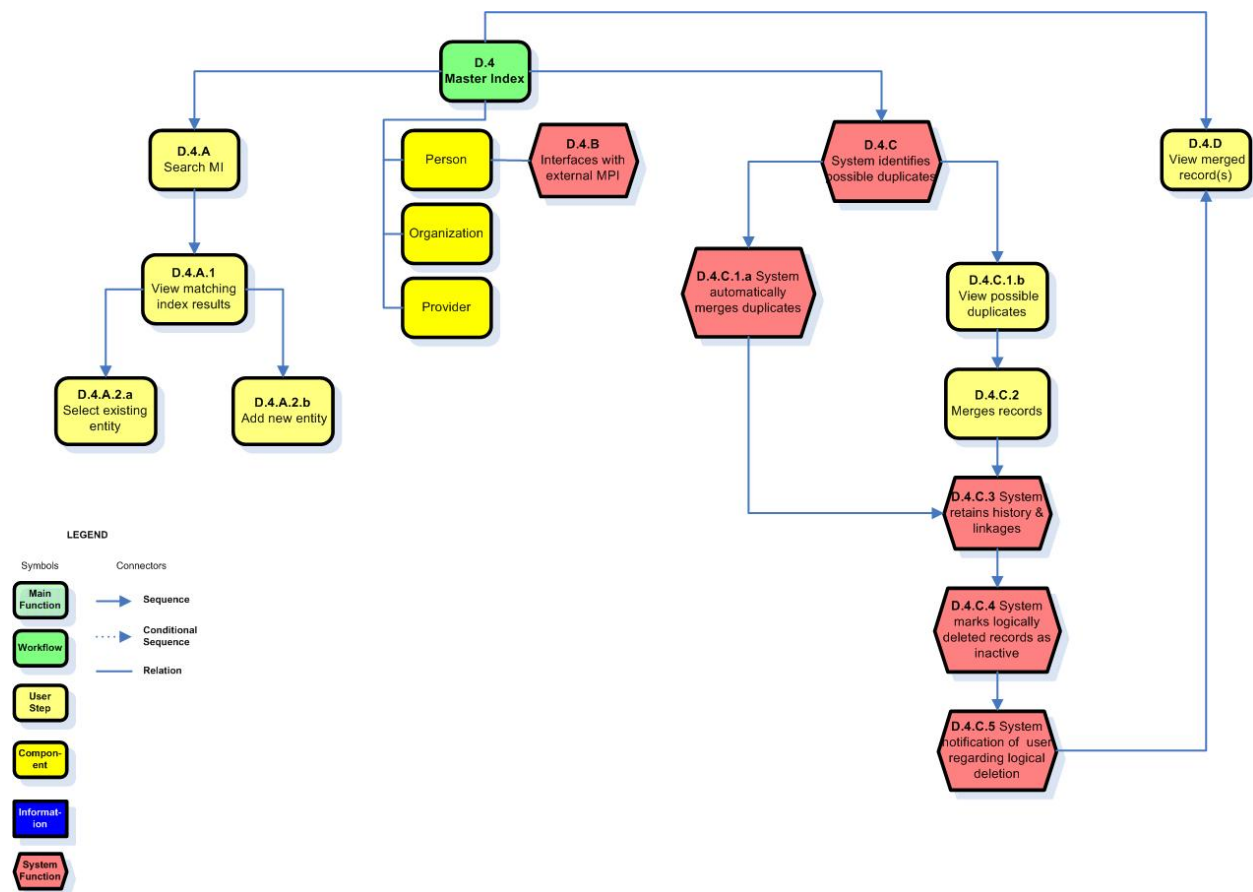 D.4
Master Index
D.4.A
Search MI
Person
D.4.B
Interfaces with
external MPI
D.4.C
System identifies
possible duplicates
D.4.D
View merged
record(s)
Organization
D.4.A.1
View matching
index results
D.4.C.1.a System
automatically
merges duplicates
D.4.C.1.b
View possible
duplicates
Provider
D.4.A.2.a
Select existing
entity
D.4.A.2.b
Add new entity
D.4.C.2
Merges records
D.4.C.3 System
retains history &
linkages
D.4.C.4 System
marks logically
deleted records as
inactive
D.4.C.5 System
notification of user
regarding logical
deletion
LEGEND
Symbols
Connectors
Main
Function
Sequence
Workflow
Conditional
Sequence
Relation
User
Step
Compon-
ent
Informat-
ion
System
Function